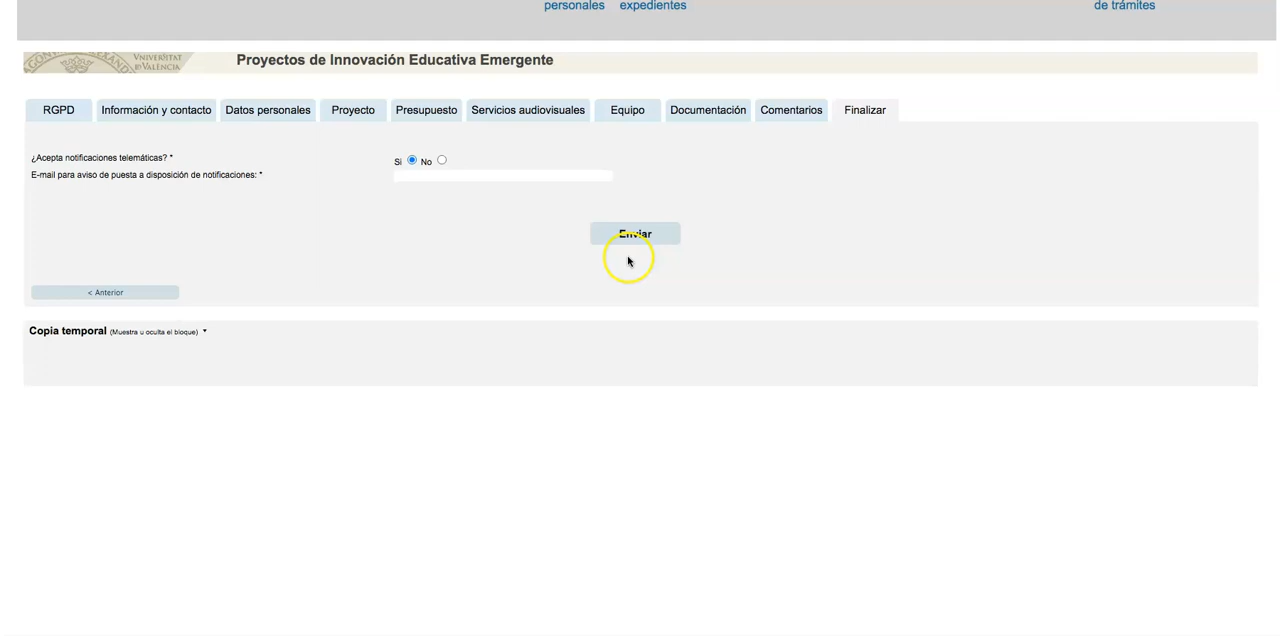 personales expedientes de trámites
VNIVERSITAT
Proyectos de Innovación Educativa Emergente
RGPD Información y contacto Datos personales Proyecto Presupuesto Servicios audiovisuales Equipo Documentación Comentarios Finalizar
¿Acepta notificaciones telemáticas? * Si No
E-mail para aviso de puesta a disposición de notificaciones: *
Enviar
< Anterior
Copia temporal (Muestra u oculta el bloque)